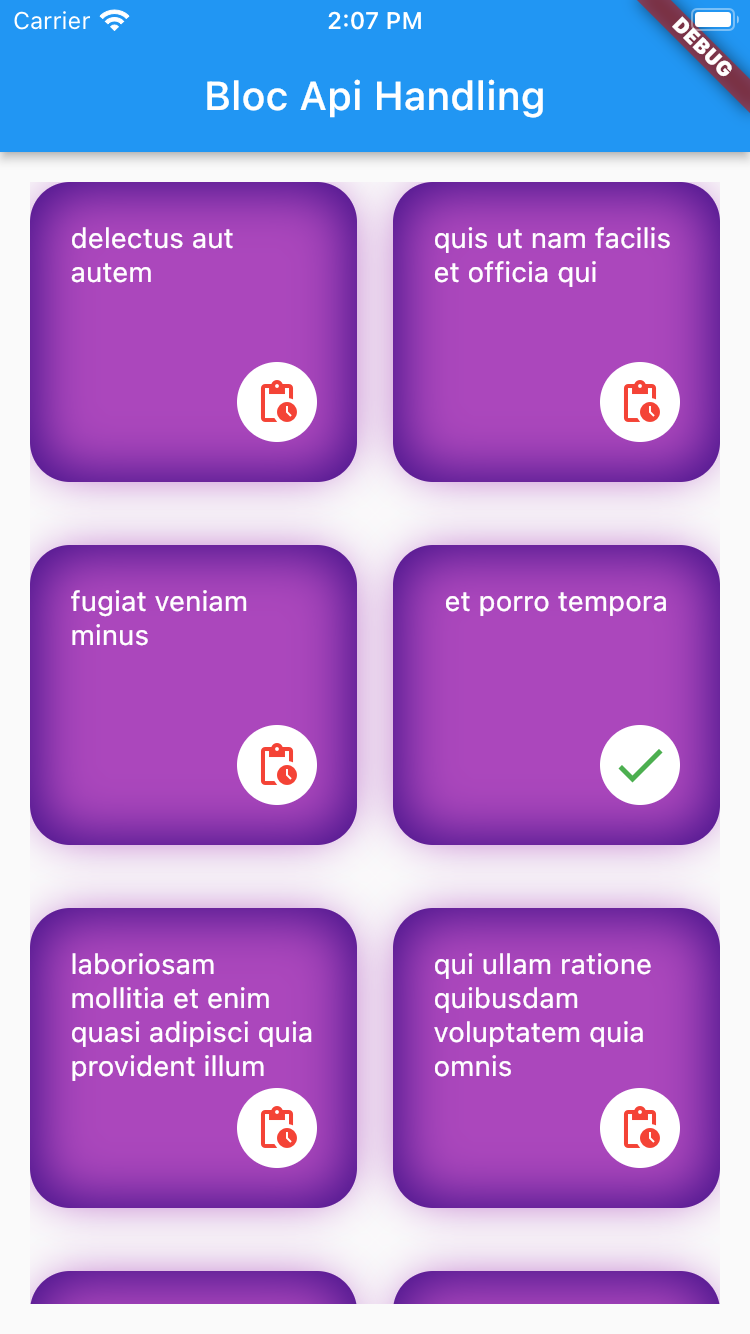 Carrier 2:07 PM
DEBUG
Bloc Api Handling
delectus aut
autem
quis ut nam facilis
et officia qui
fugiat veniam
minus
et porro tempora
laboriosam
mollitia et enim
quasi adipisci quia
provident illum
qui ullam ratione
quibusdam
voluptatem quia
omnis